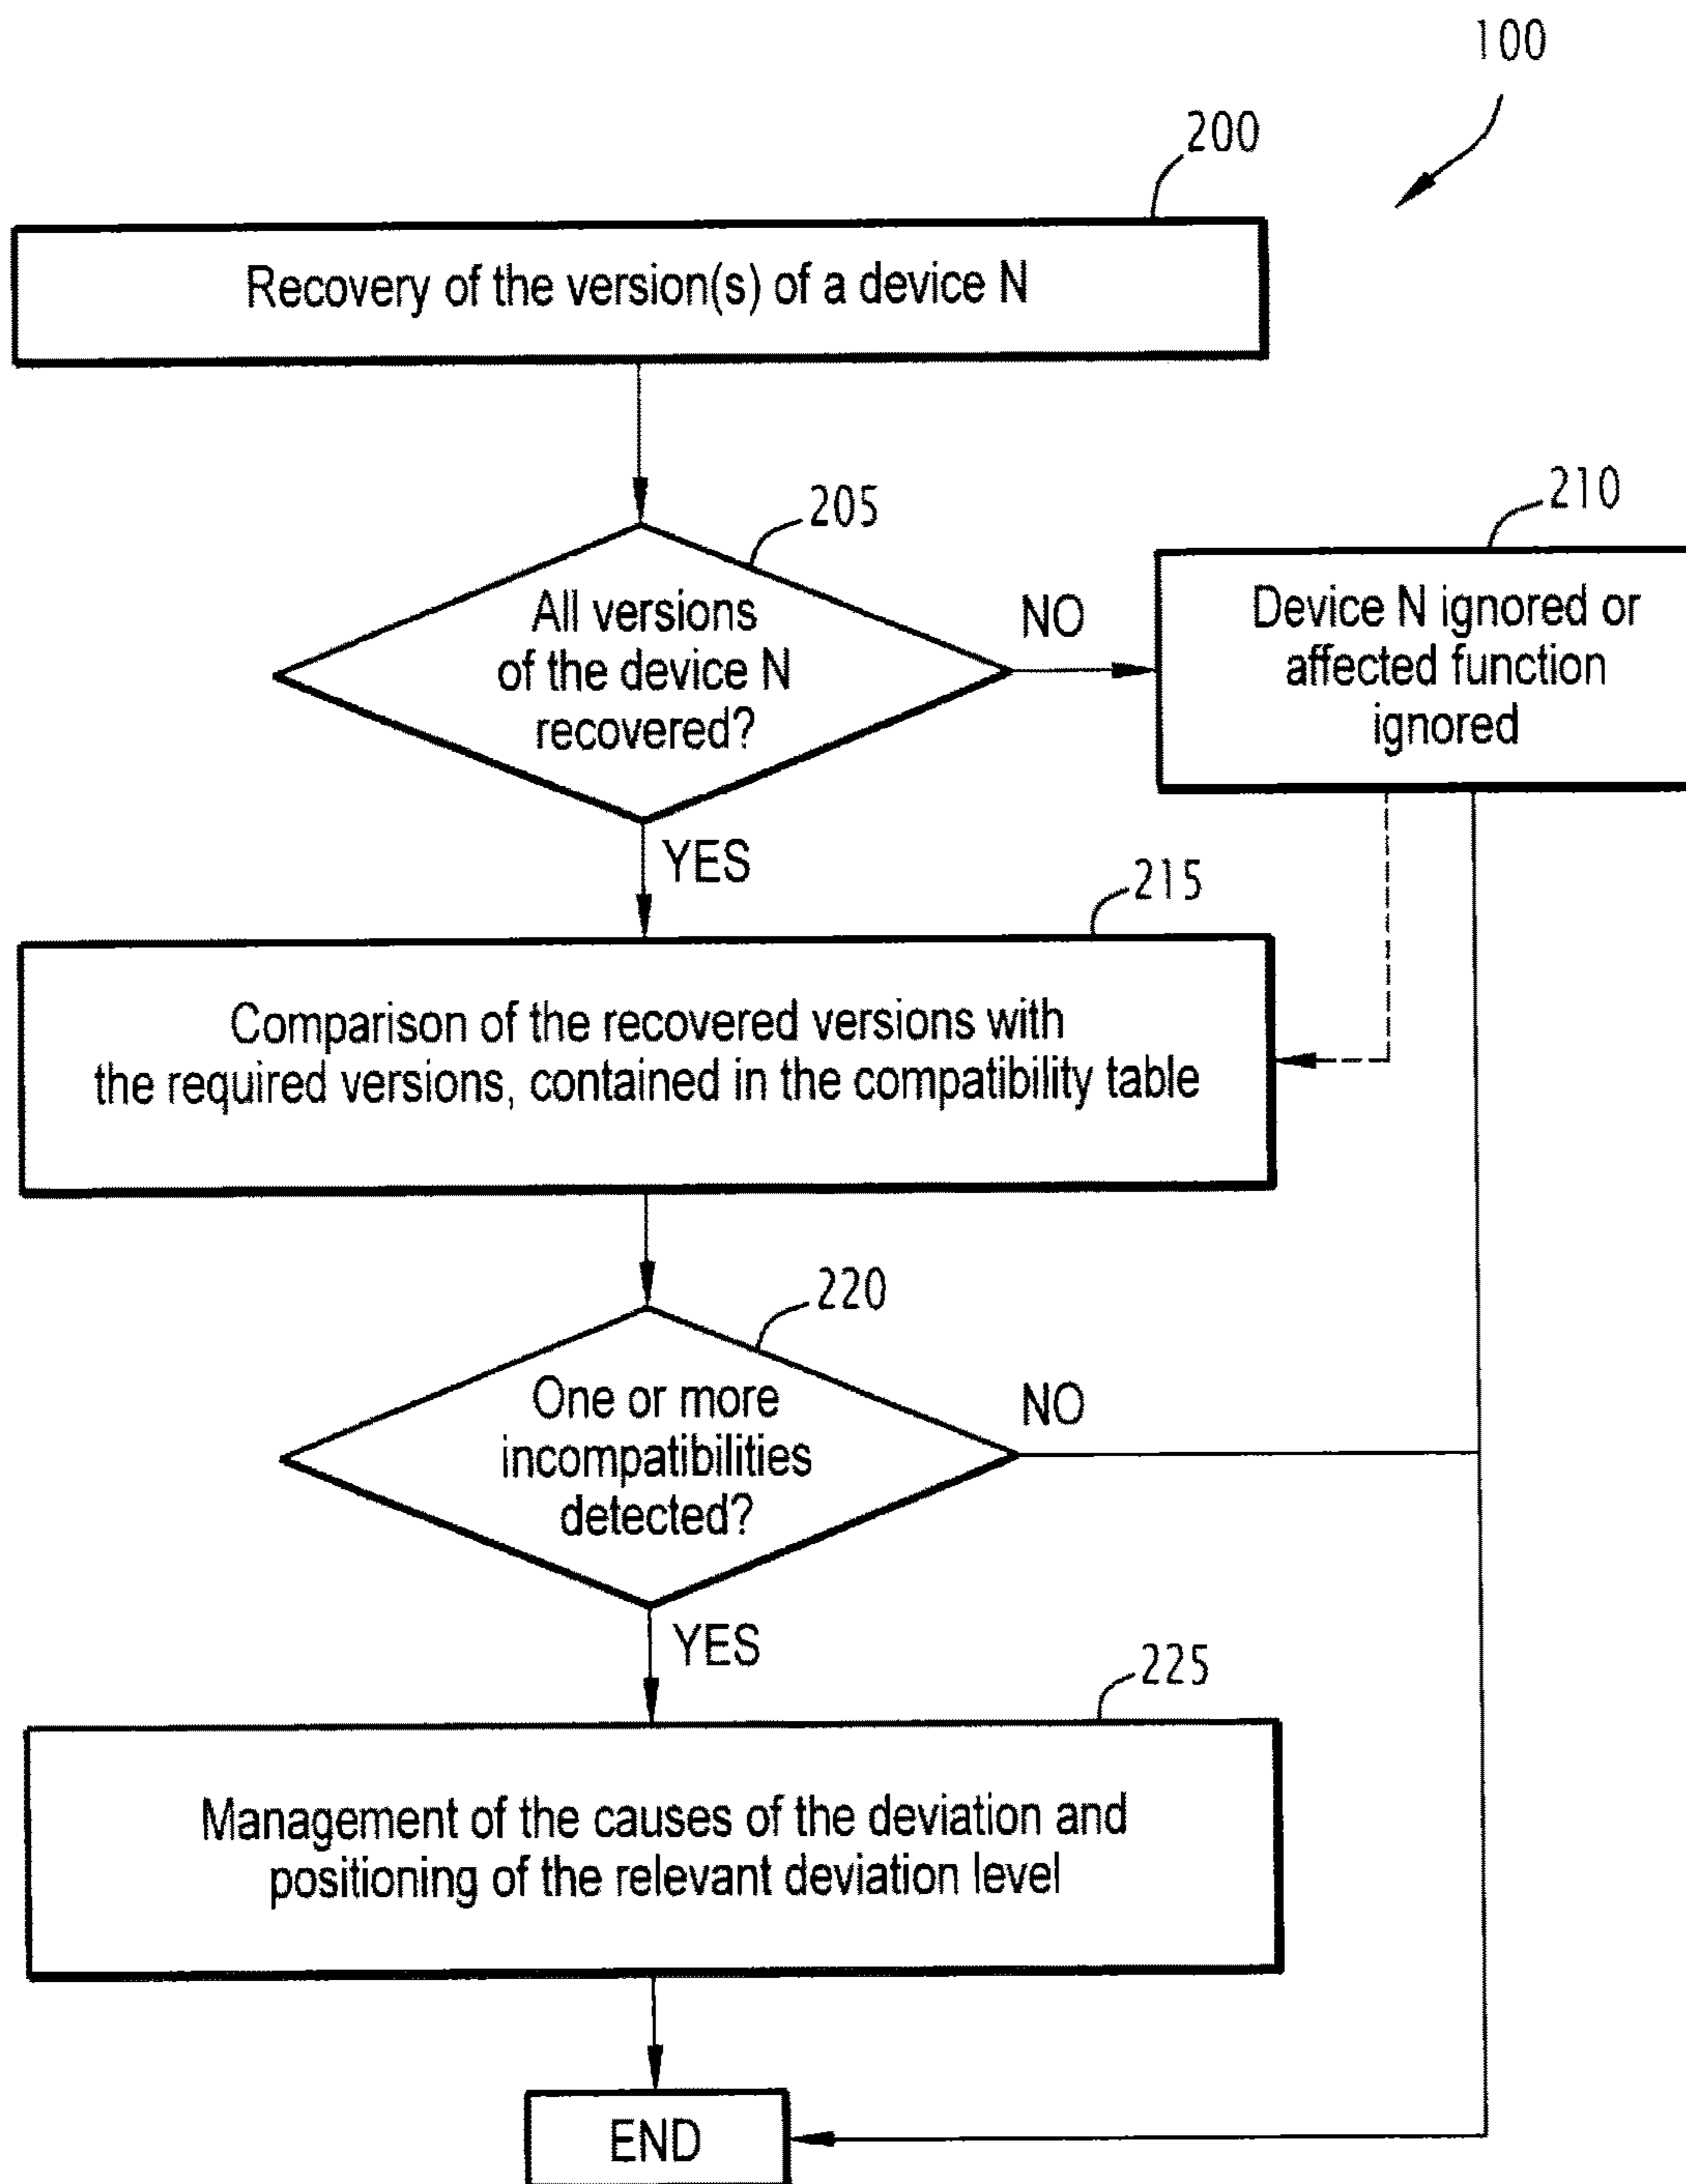 100
200
Recovery of the version(s) of a device N
205
All versions
of the device N
recovered?
NO
210
Device N ignored or
affected function
ignored
YES
215
Comparison of the recovered versions with
the required versions, contained in the compatibility table
220
One or more
incompatibilities
detected?
NO
YES
225
Management of the causes of the deviation and
positioning of the relevant deviation level
END